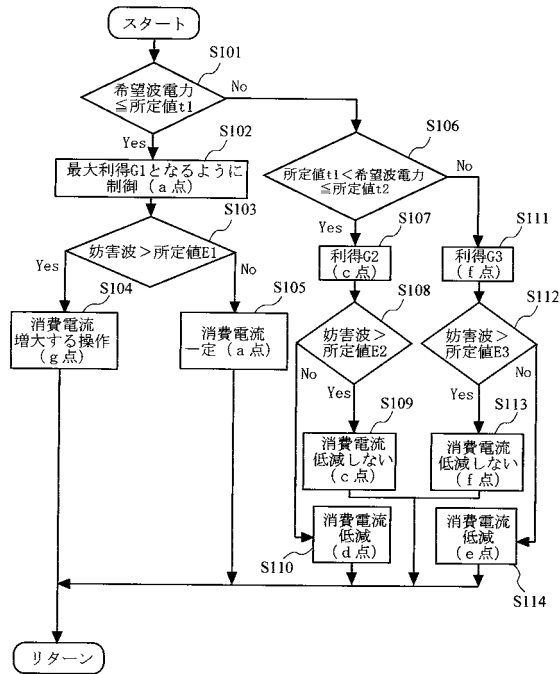 スタート
S101
希望波電力
≦所定値t1
No
Yes
S102
最大利得G1となるように
制御（a点）
S103
妨害波＞所定値E1
Yes
No
S104
消費電流
増大する操作
（g点）
S105
消費電流
一定（a点）
S106
所定値t1＜希望波電力
≦所定値t2
No
Yes
S107
利得G2
（c点）
S108
妨害波＞
所定値E2
No
Yes
S109
消費電流
低減しない
（c点）
消費電流
低減
（d点）
S110
S111
利得G3
（f点）
S112
妨害波＞
所定値E3
No
Yes
S113
消費電流
低減しない
（f点）
消費電流
低減
（e点）
S114
リターン